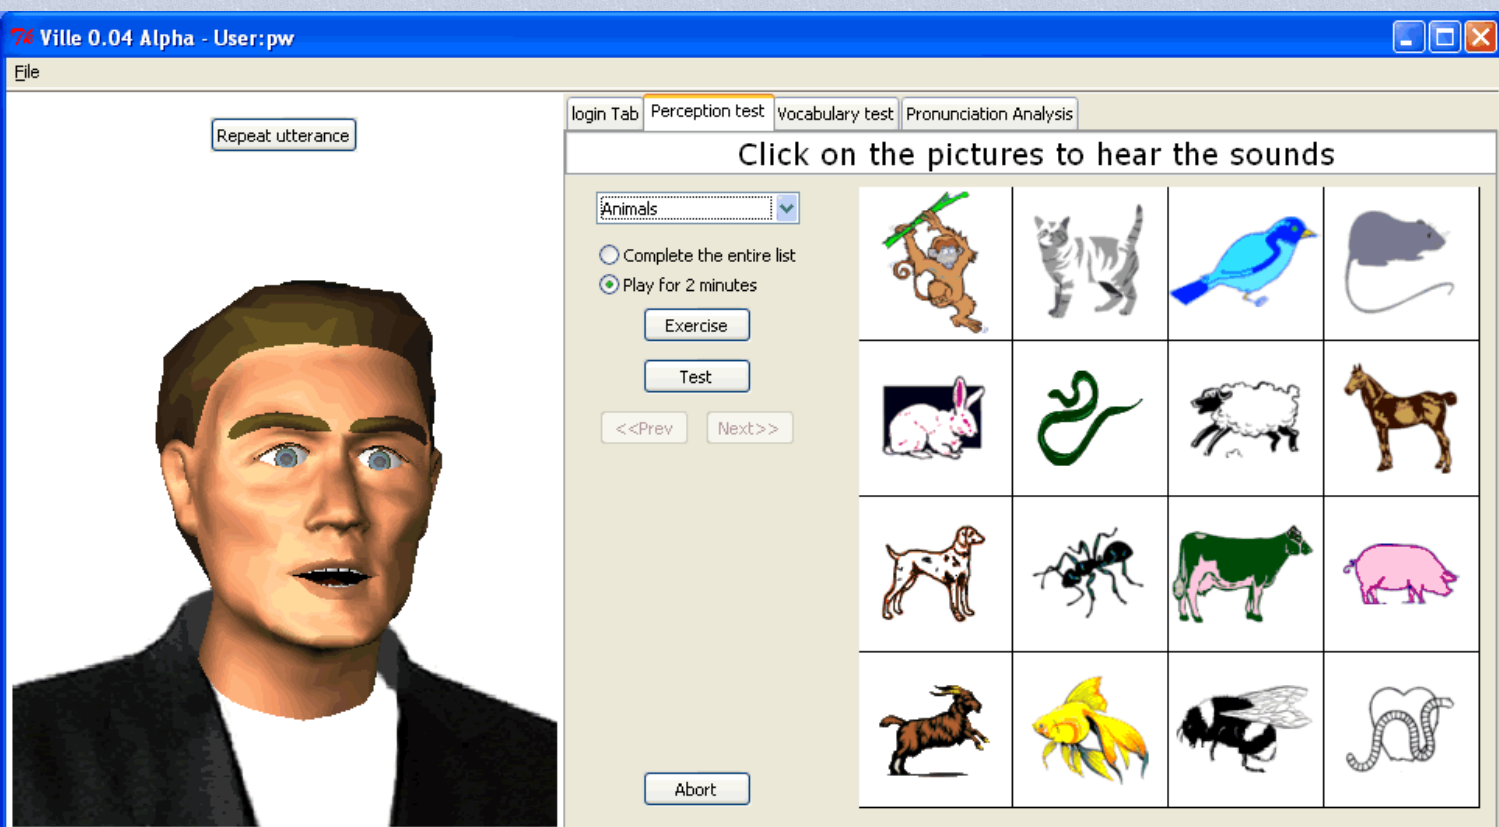 Ville 0.04 Alpha - User:pw
File
Repeat utterance
login Tab
Perception test
Vocabulary test
Pronunciation Analysis
Click on the pictures to hear the sounds
Animals
Complete the entire list
Play for 2 minutes
Exercise
Test
<<Prev
Next>>
Abort